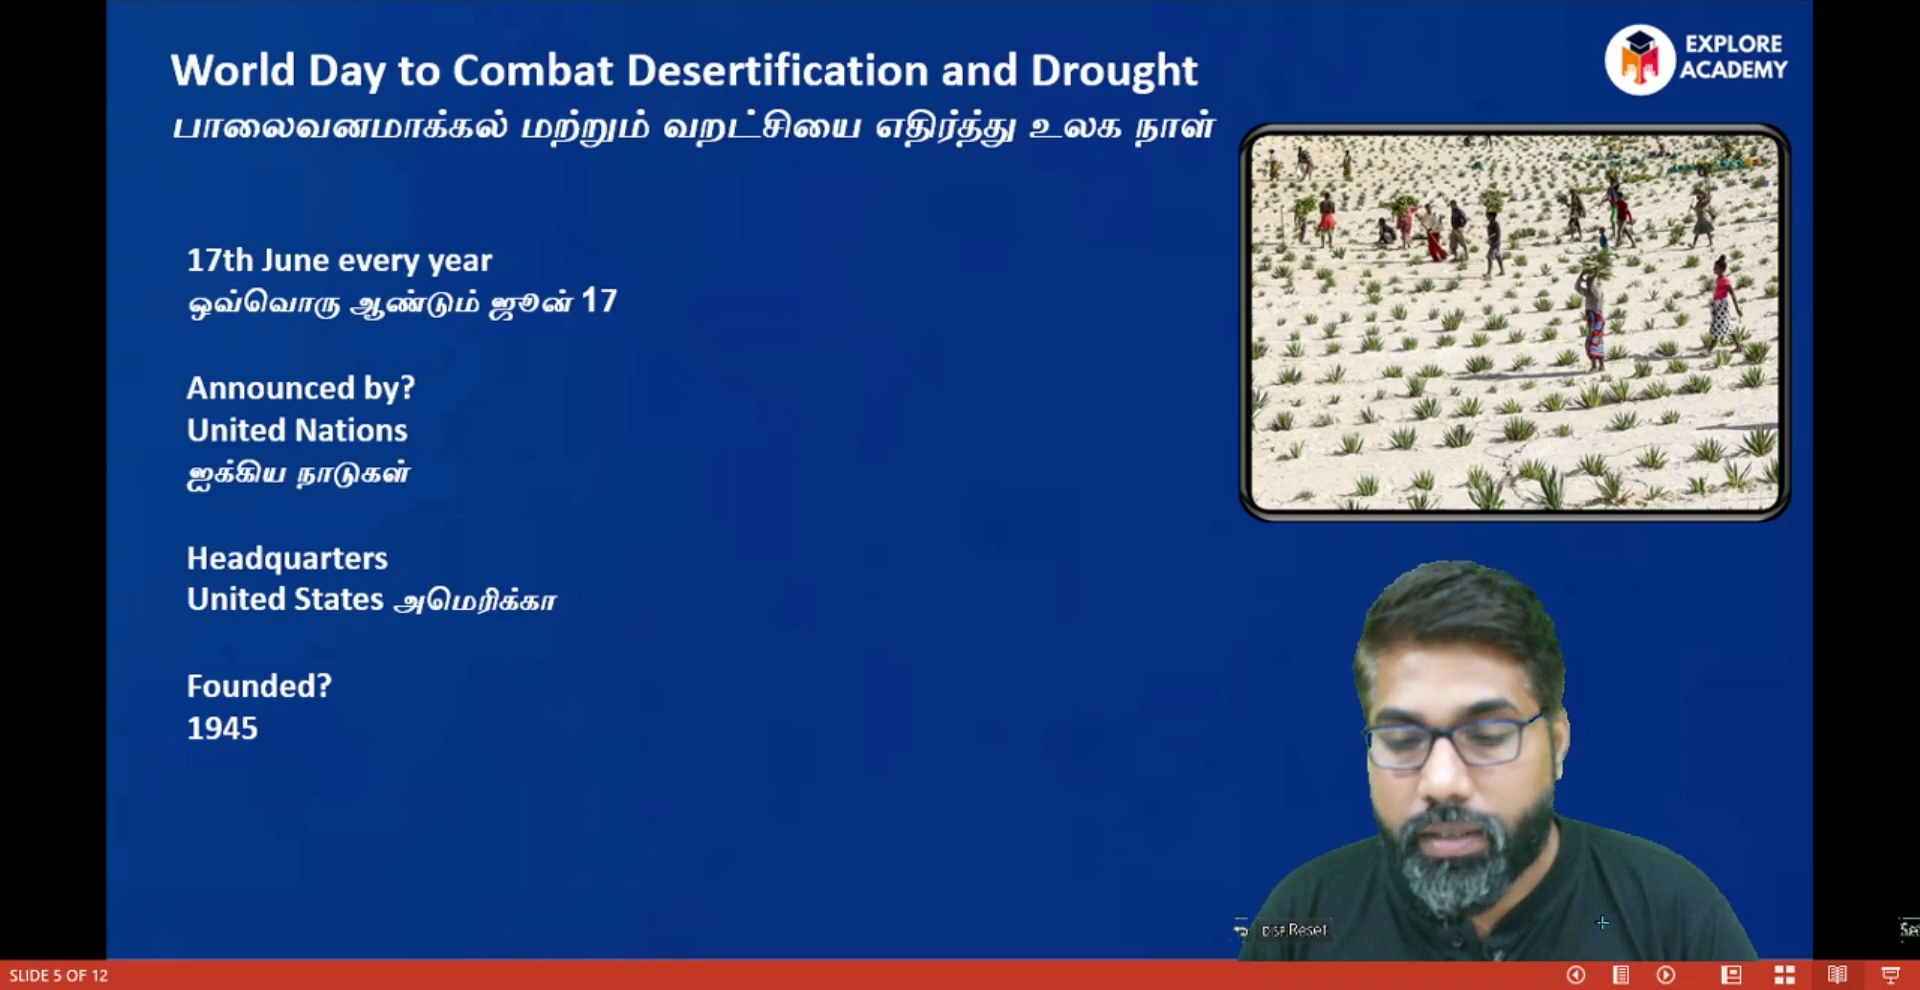 World Day to Combat Desertification and Drought
பாலைவனமாக்கல் மற்றும் வறட்சியை எதிர்த்து உலக நாள்
EXPLORE
ACADEMY
17th June every year
ஒவ்வொரு ஆண்டும் ஜூன் 17
Announced by?
United Nations
ஐக்கிய நாடுகள்
Headquarters
United States அமெரிக்கா
Founded?
1945
Reset
SLIDE 5 OF 12